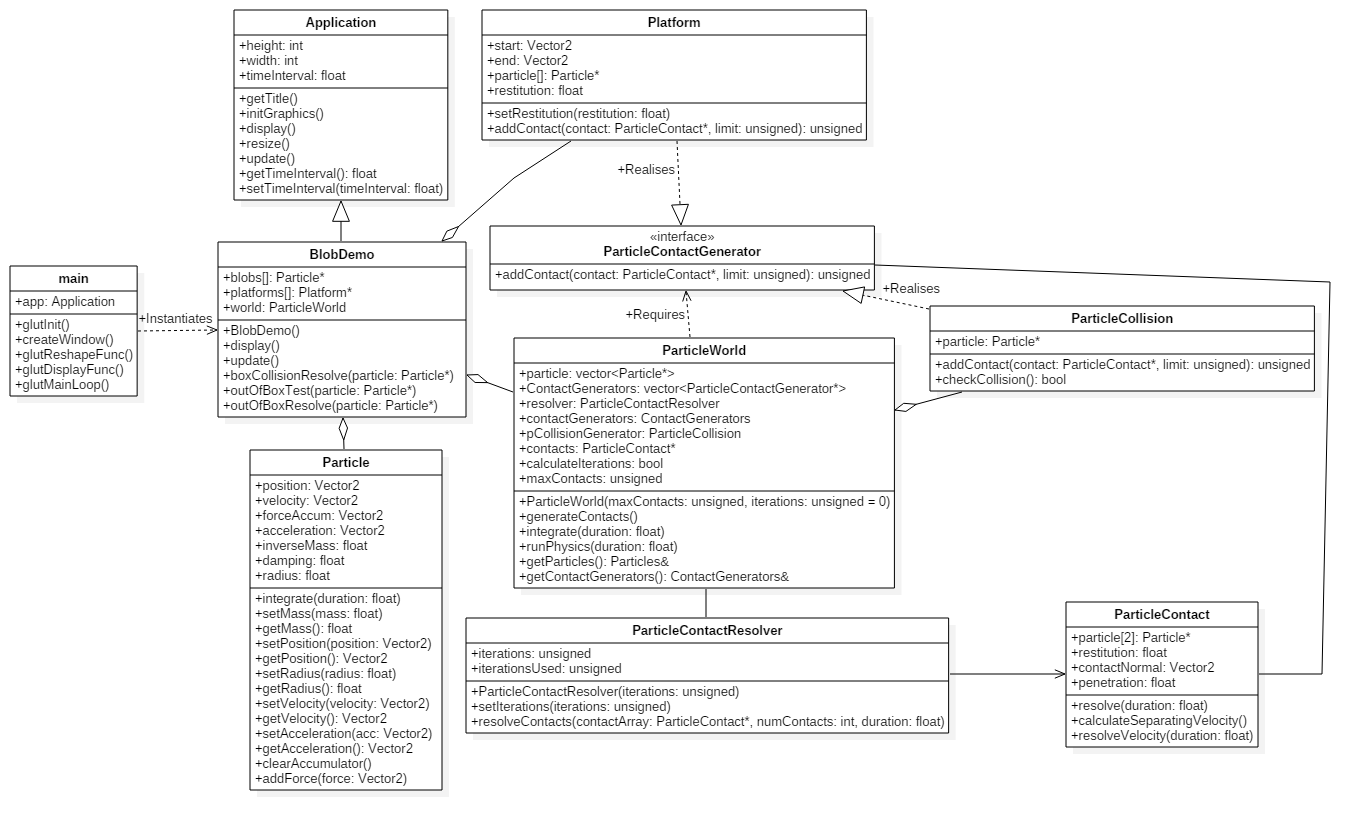 Application
+height: int
+width: int
+timeInterval: float
+getTitle()
+initGraphics()
+display()
+resize()
+update()
+getTimeInterval(): float
+setTimeInterval(timeInterval: float)
Platform
+start: Vector2
+end: Vector2
+particle[]: Particle*
+restitution: float
+setRestitution(restitution: float)
+addContact(contact: ParticleContact*, limit: unsigned): unsigned
+Realises
«interface»
ParticleContactGenerator
+addContact(contact: ParticleContact*, limit: unsigned): unsigned
main
+app: Application
+glutInit()
+createWindow()
+glutReshapeFunc()
+glutDisplayFunc()
+glutMainLoop()
+Instantiates
BlobDemo
+blobs[]: Particle*
+platforms[]: Platform*
+world: ParticleWorld
+BlobDemo()
+display()
+update()
+boxCollisionResolve(particle: Particle*)
+outOfBoxTest(particle: Particle*)
+outOfBoxResolve(particle: Particle*)
+Realises
+Requires
ParticleCollision
+particle: Particle*
+addContact(contact: ParticleContact*, limit: unsigned): unsigned
+checkCollision(): bool
ParticleWorld
+particle: vector<Particle*>
+ContactGenerators: vector<ParticleContactGenerator*>
+resolver: ParticleContactResolver
+contactGenerators: ContactGenerators
+pCollisionGenerator: ParticleCollision
+contacts: ParticleContact*
+calculateIterations: bool
+maxContacts: unsigned
+ParticleWorld(maxContacts: unsigned, iterations: unsigned = 0)
+generateContacts()
+integrate(duration: float)
+runPhysics(duration: float)
+getParticles(): Particles&
+getContactGenerators(): ContactGenerators&
Particle
+position: Vector2
+velocity: Vector2
+forceAccum: Vector2
+acceleration: Vector2
+inverseMass: float
+damping: float
+radius: float
+integrate(duration: float)
+setMass(mass: float)
+getMass(): float
+setPosition(position: Vector2)
+getPosition(): Vector2
+setRadius(radius: float)
+getRadius(): float
+setVelocity(velocity: Vector2)
+getVelocity(): Vector2
+setAcceleration(acc: Vector2)
+getAcceleration(): Vector2
+clearAccumulator()
+addForce(force: Vector2)
ParticleContactResolver
+iterations: unsigned
+iterationsUsed: unsigned
+ParticleContactResolver(iterations: unsigned)
+setIterations(iterations: unsigned)
+resolveContacts(contactArray: ParticleContact*, numContacts: int, duration: float)
ParticleContact
+particle[2]: Particle*
+restitution: float
+contactNormal: Vector2
+penetration: float
+resolve(duration: float)
+calculateSeparatingVelocity()
+resolveVelocity(duration: float)